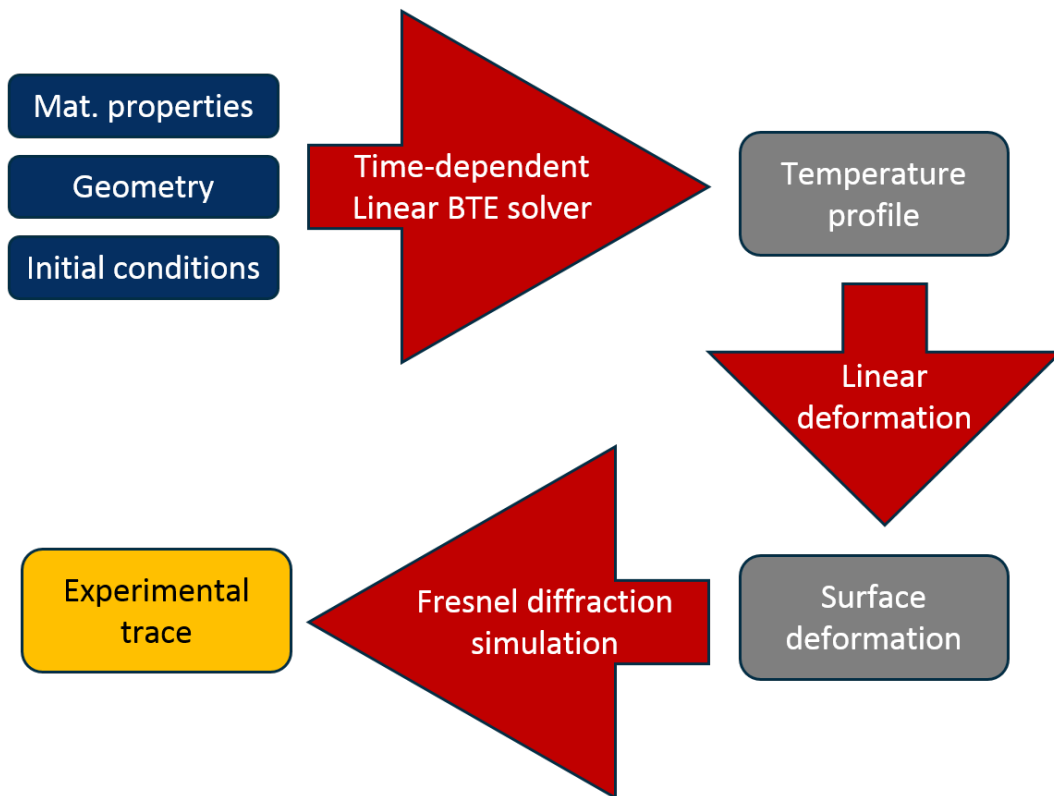 Mat. properties
Geometry
Initial conditions
Time-dependent
Linear BTE solver
Temperature
profile
Linear
deformation
Surface
deformation
Fresnel diffraction
simulation
Experimental
trace